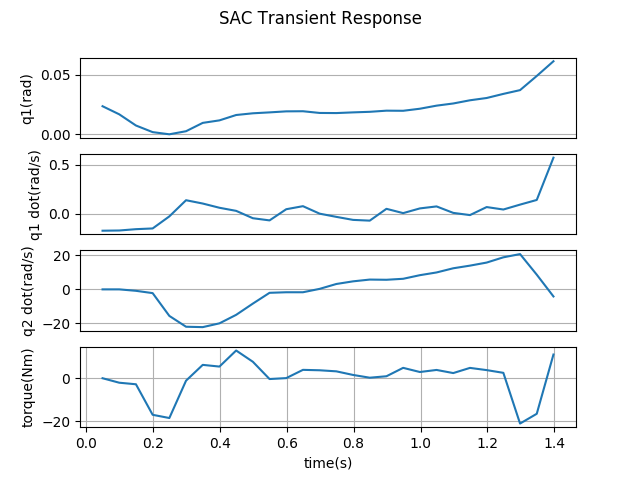 SAC Transient Response
0.05
0.00
q1(rad)
0.5
0.0
q1 dot(rad/s)
20
0
−20
q2 dot(rad/s)
0
−20
torque(Nm)
0.0 0.2 0.4 0.6 0.8 1.0 1.2 1.4
time(s)